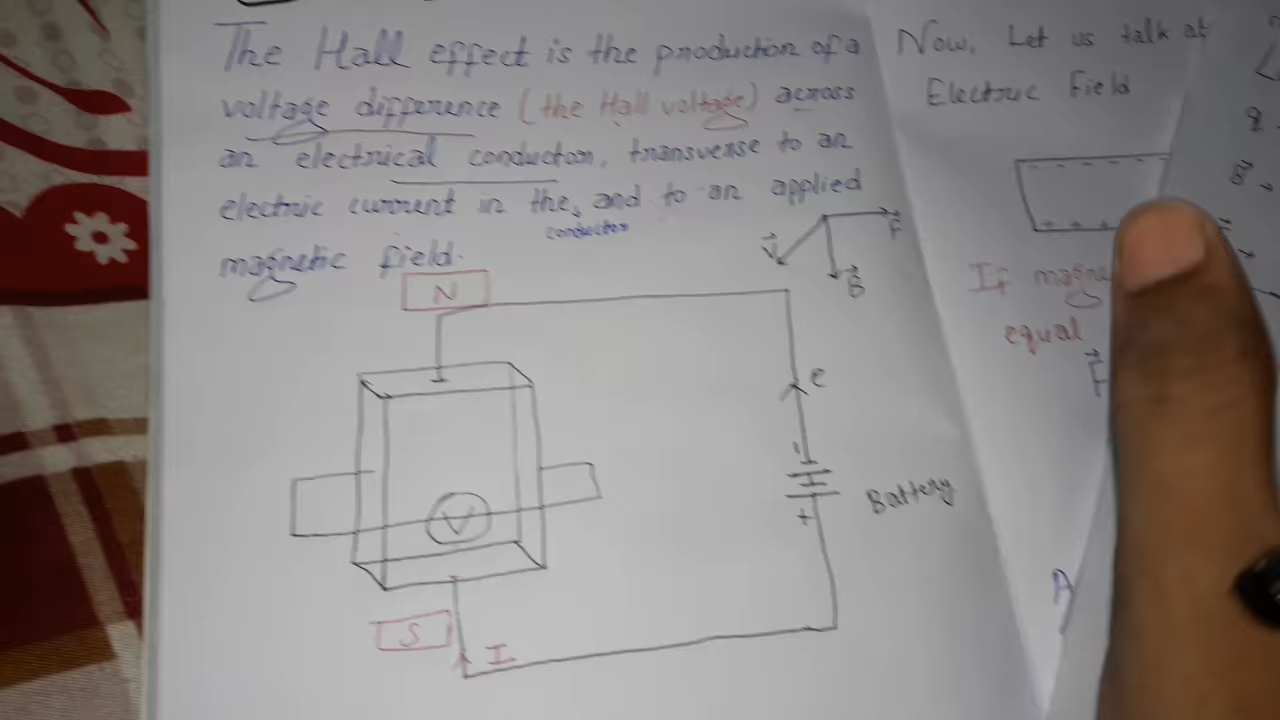 The Hall effect is the production of a
voltage difference (the Hall voltage) across
an electrical conductor, transverse to an
electric current in the, and to an applied
conductor
magnetic field.
N
V
F
B
e
-
+
Battery
V
S
I
Now, Let us talk at
Electric Field
- - - - -
+ + +
If magne
equal
F
A
q
B